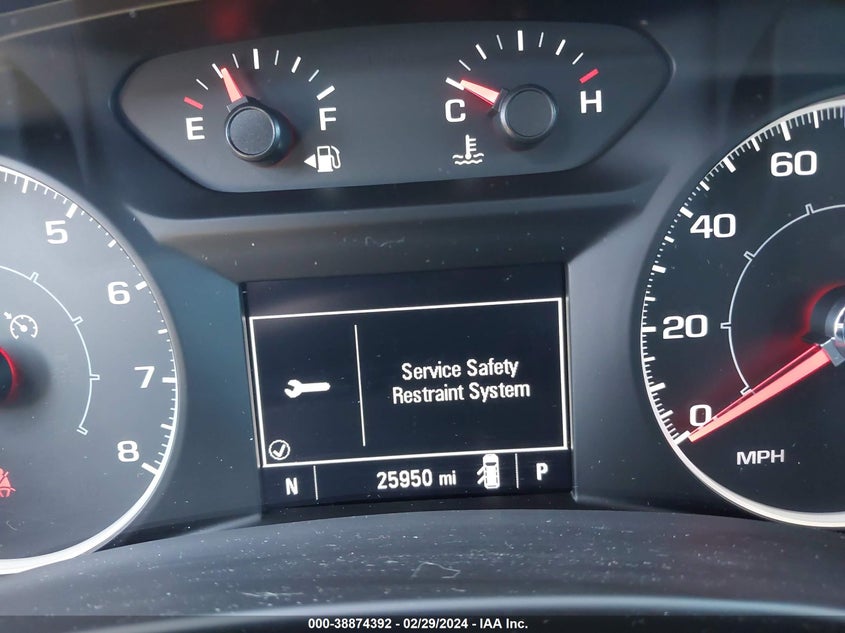 E F
C H
5
6
7
8
60
40
20
0
MPH
Service Safety
Restraint System
N 25950 mi P
000-38874392 - 02/29/2024 - IAA Inc.